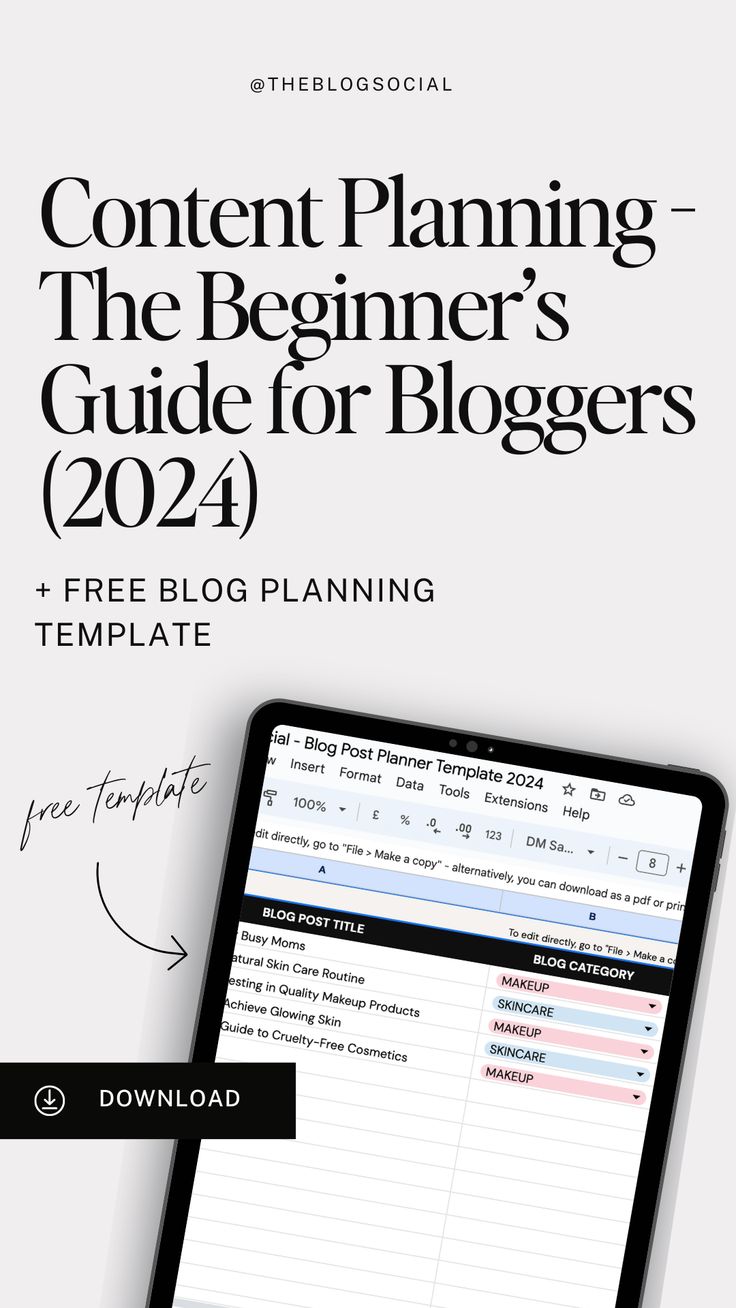 @THEBLOGSOCIAL
Content Planning –
The Beginner’s
Guide for Bloggers
(2024)
+ FREE BLOG PLANNING
TEMPLATE
free template
cial - Blog Post Planner Template 2024
w Insert Format Data Tools Extensions Help
100% £ % .0 .00 123 DM Sa... − 8 +
dit directly, go to "File > Make a copy" - alternatively, you can download as a pdf or prin
A B
To edit directly, go to "File > Make a co
BLOG POST TITLE BLOG CATEGORY
Busy Moms MAKEUP
atural Skin Care Routine SKINCARE
esting in Quality Makeup Products MAKEUP
Achieve Glowing Skin SKINCARE
Guide to Cruelty-Free Cosmetics MAKEUP
DOWNLOAD